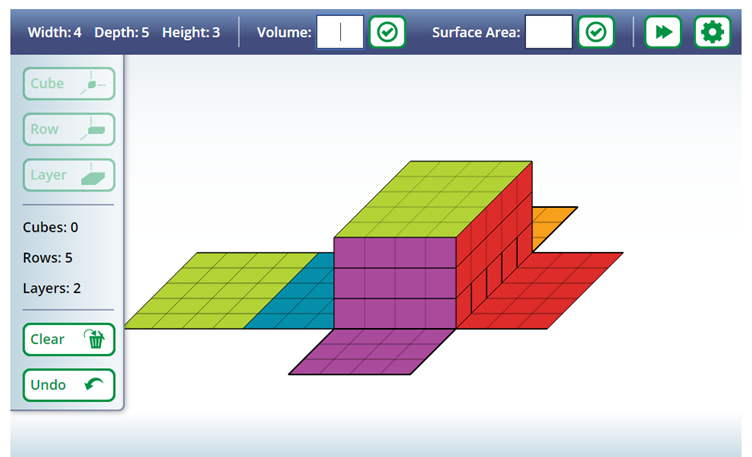 Width: 4 Depth: 5 Height: 3 Volume: Surface Area:
Cube
Row
Layer
Cubes: 0
Rows: 5
Layers: 2
Clear
Undo